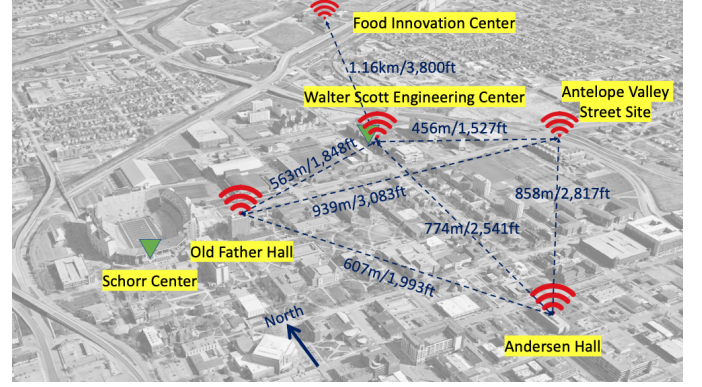 Food Innovation Center
1.16km/3,800ft
Walter Scott Engineering Center
Antelope Valley
Street Site
456m/1,527ft
563m/1,848ft
939m/3,083ft
858m/2,817ft
774m/2,541ft
Old Father Hall
607m/1,993ft
Schorr Center
North
Andersen Hall